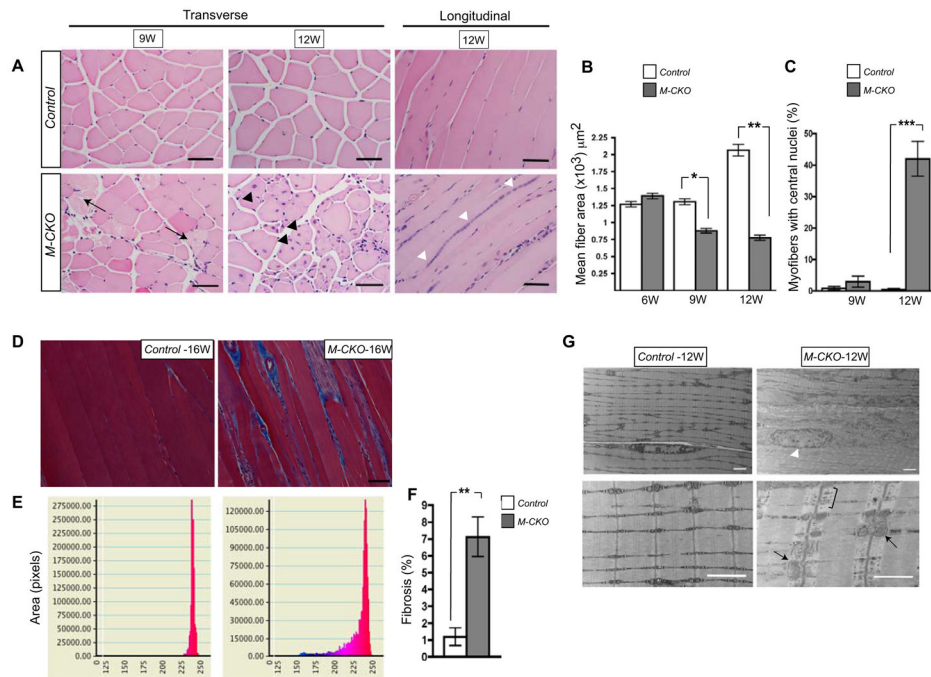 Transverse
Longitudinal
9W
12W
12W
A
Control
M-CKO
B
Control
M-CKO
Mean fiber area (x10³) µm²
2.25
2
1.75
1.5
1.25
1
0.75
0.5
0.25
*
**
6W
9W
12W
C
Control
M-CKO
Myofibers with central nuclei (%)
50
40
30
20
10
0
***
9W
12W
D
Control -16W
M-CKO-16W
E
Area (pixels)
275000.00
250000.00
225000.00
200000.00
175000.00
150000.00
125000.00
100000.00
75000.00
50000.00
25000.00
0.00
0
125
150
175
200
225
250
120000.00
105000.00
90000.00
75000.00
60000.00
45000.00
30000.00
15000.00
0.00
0
125
150
175
200
225
250
F
Control
M-CKO
Fibrosis (%)
9
8
7
6
5
4
3
2
1
0
**
G
Control-12W
M-CKO-12W